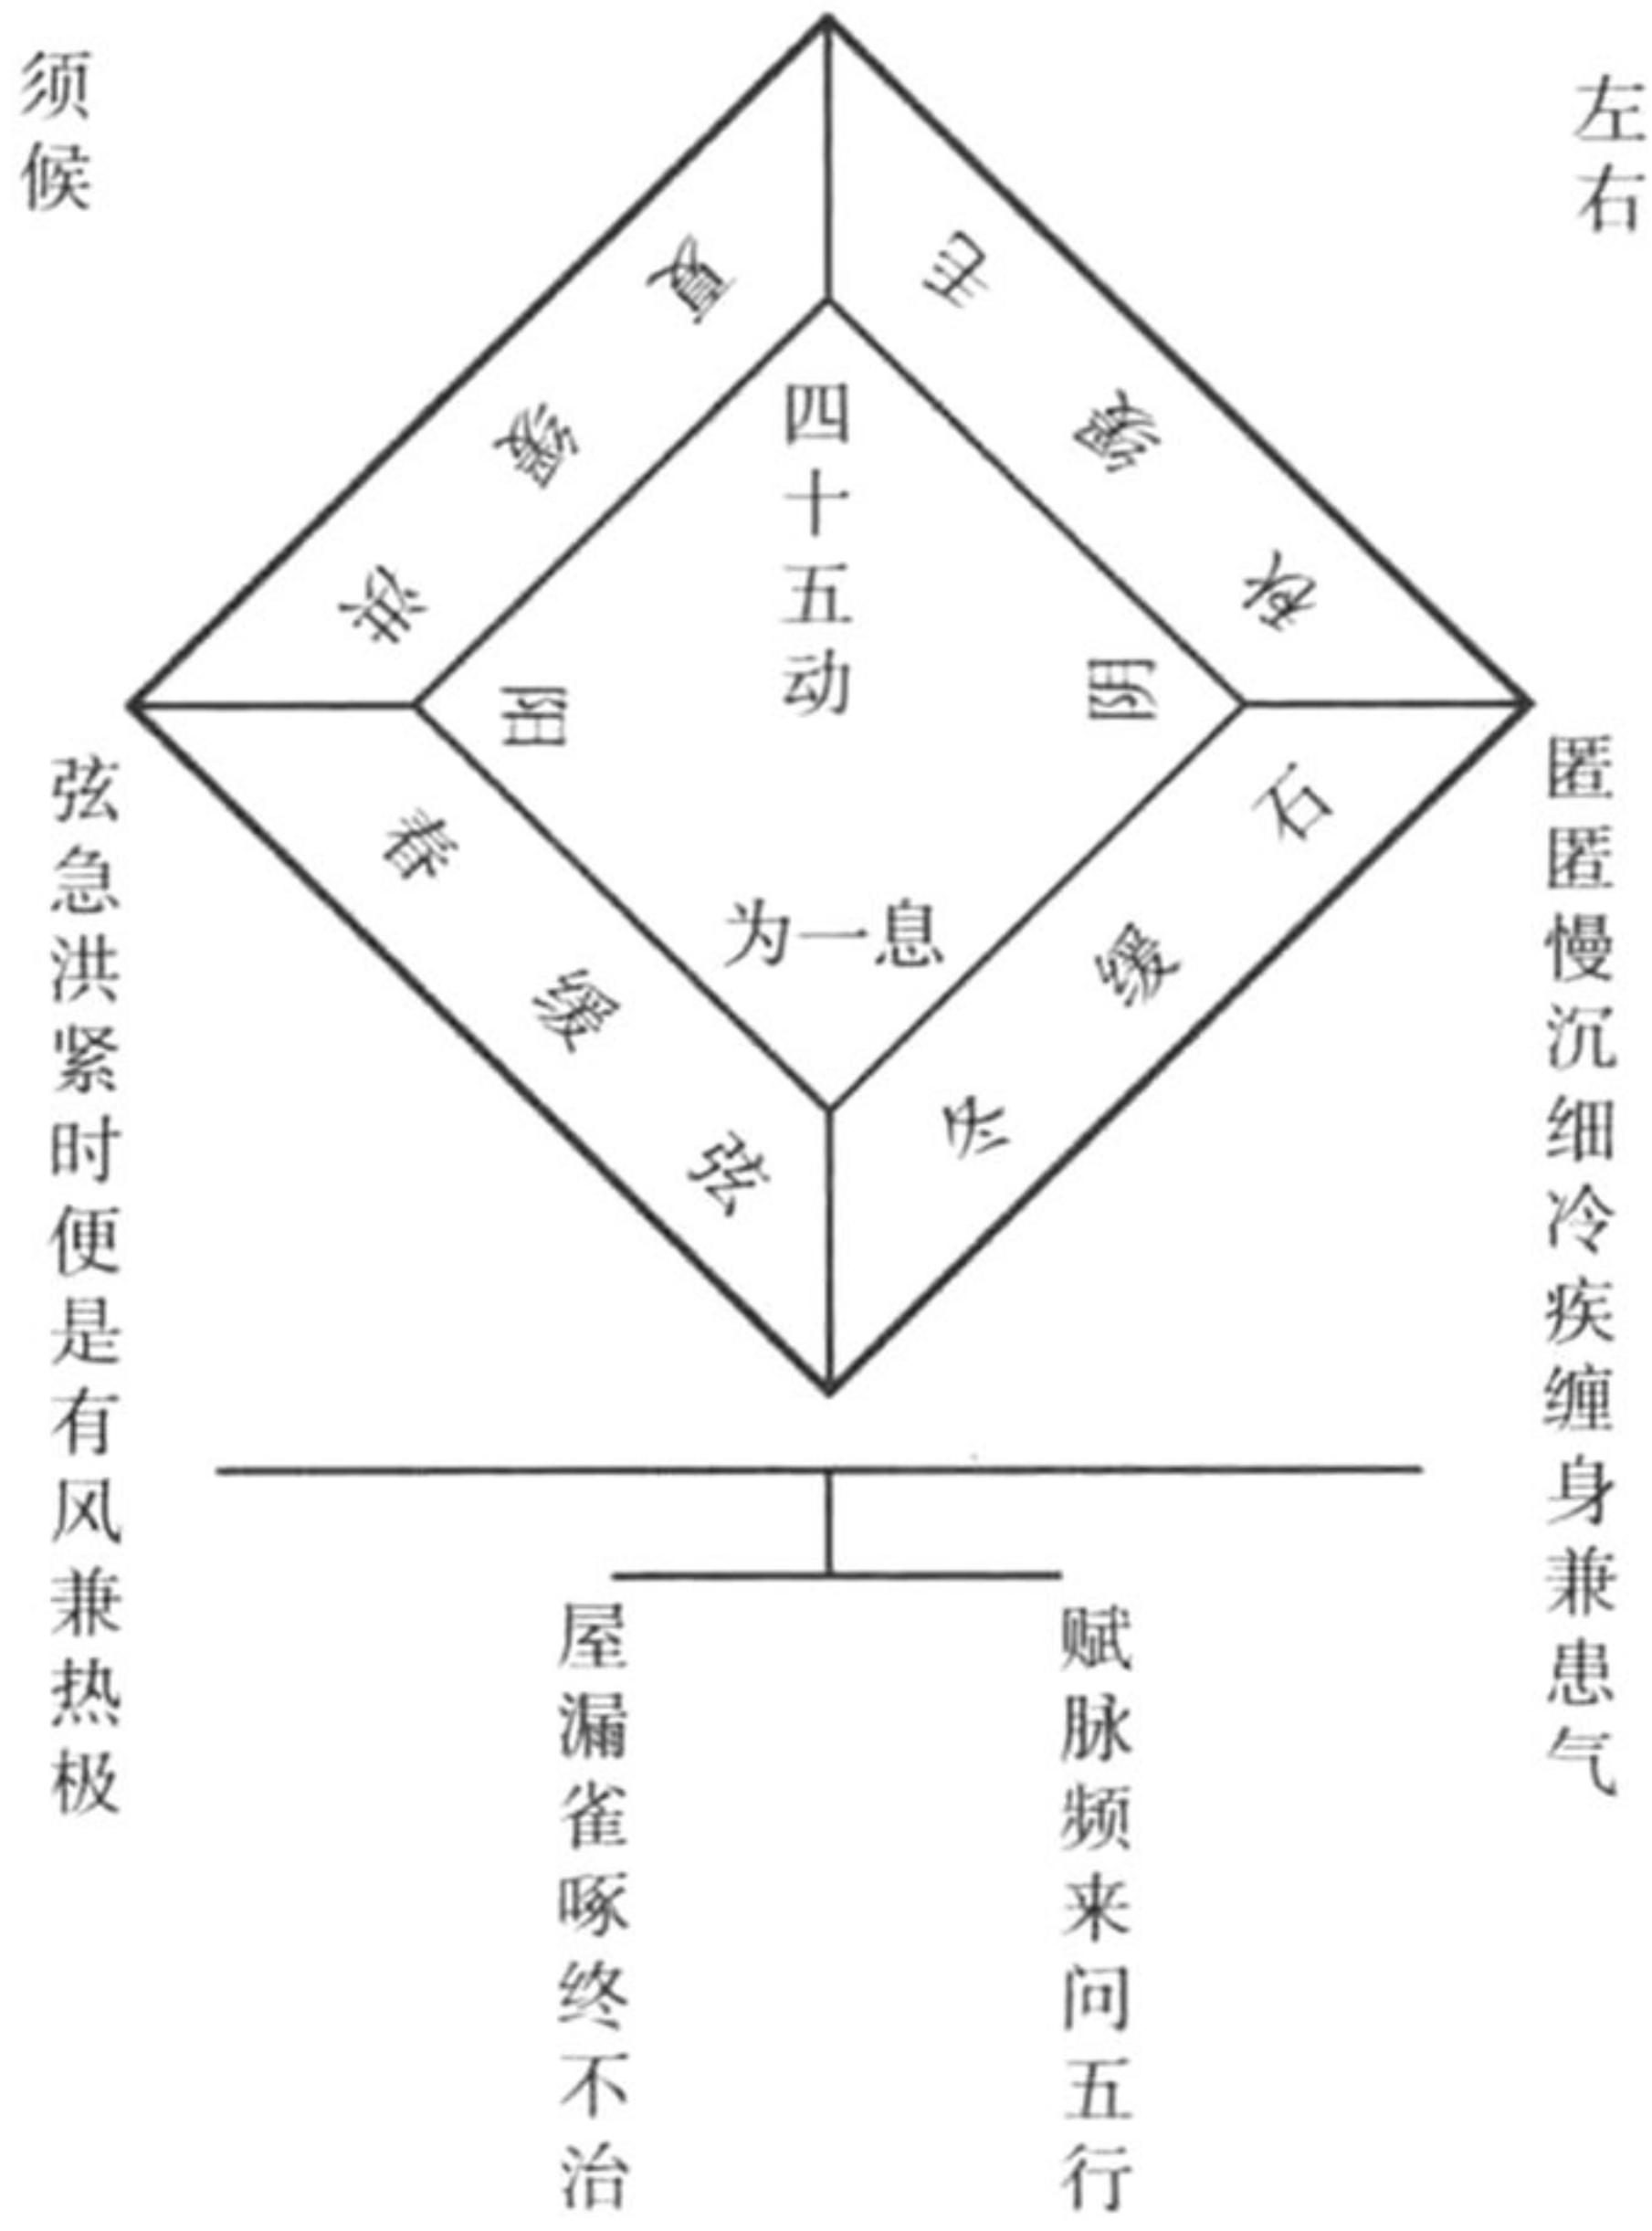 左右
须候
四十五动
为一息
阳
阴
春缓弦
夏缓洪
秋缓毛
冬缓石
匿匿慢沉细冷疾缠身兼患气
弦急洪紧时便是有风兼热极
赋脉频来问五行
屋漏雀啄终不治